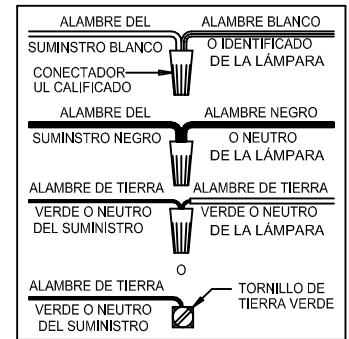 ALAMBRE DEL ALAMBRE BLANCO
SUMINSTRO BLANCO O IDENTIFICADO
DE LA LÁMPARA
CONECTADOR
UL CALIFICADO
ALAMBRE DEL ALAMBRE NEGRO
SUMINSTRO NEGRO O NEUTRO
DE LA LÁMPARA
ALAMBRE DE TIERRA ALAMBRE DE TIERRA
VERDE O NEUTRO VERDE O NEUTRO
DEL SUMINISTRO DE LA LÁMPARA
O
ALAMBRE DE TIERRA TORNILLO DE
VERDE O NEUTRO TIERRA VERDE
DEL SUMINISTRO